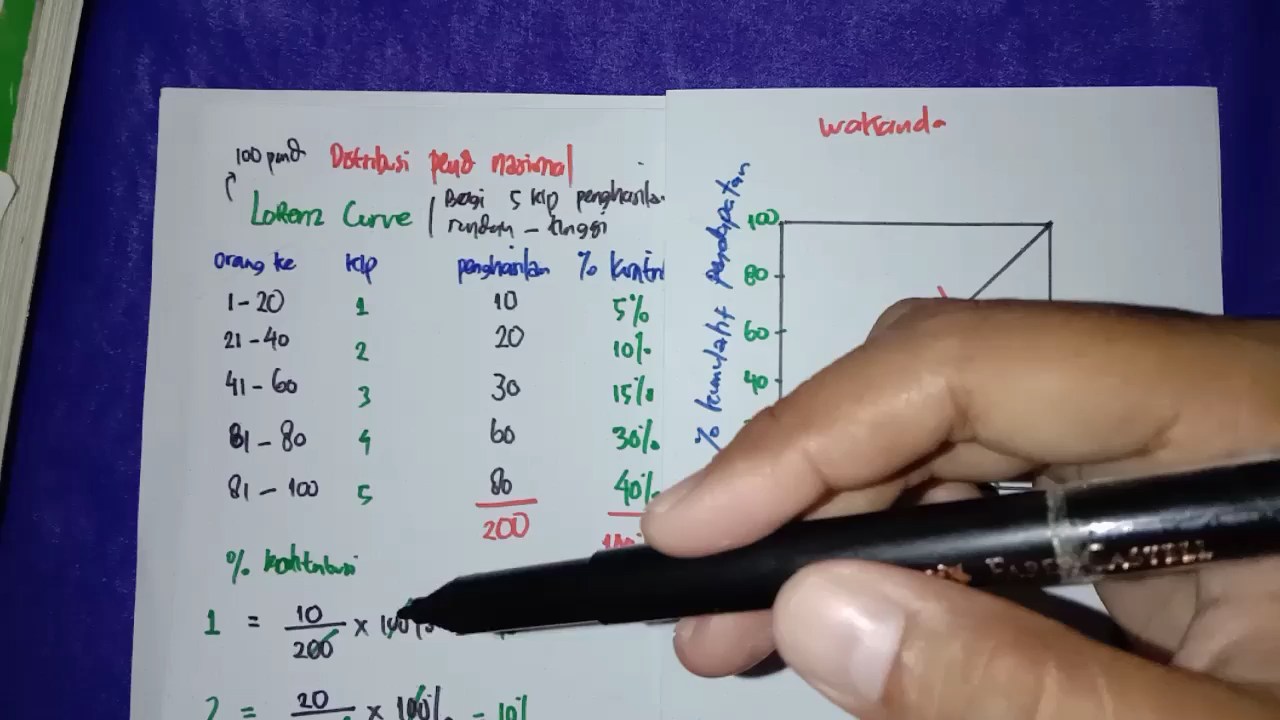 100 pend Distribusi pend nasional
Lorenz Curve / Bagi 5 klp penghasilan
rendah - tinggi
orang ke klp penghasilan % kontri
1-20 1 10 5%
21-40 2 20 10%
41-60 3 30 15%
81-80 4 60 30%
81-100 5 80 40%
200
% kontribusi
1 = 10/200 x 100%
2 = 20 x 100% = 10%
Wakanda
% kumulatif pendapatan
100
80
60
40
FABER-CASTELL